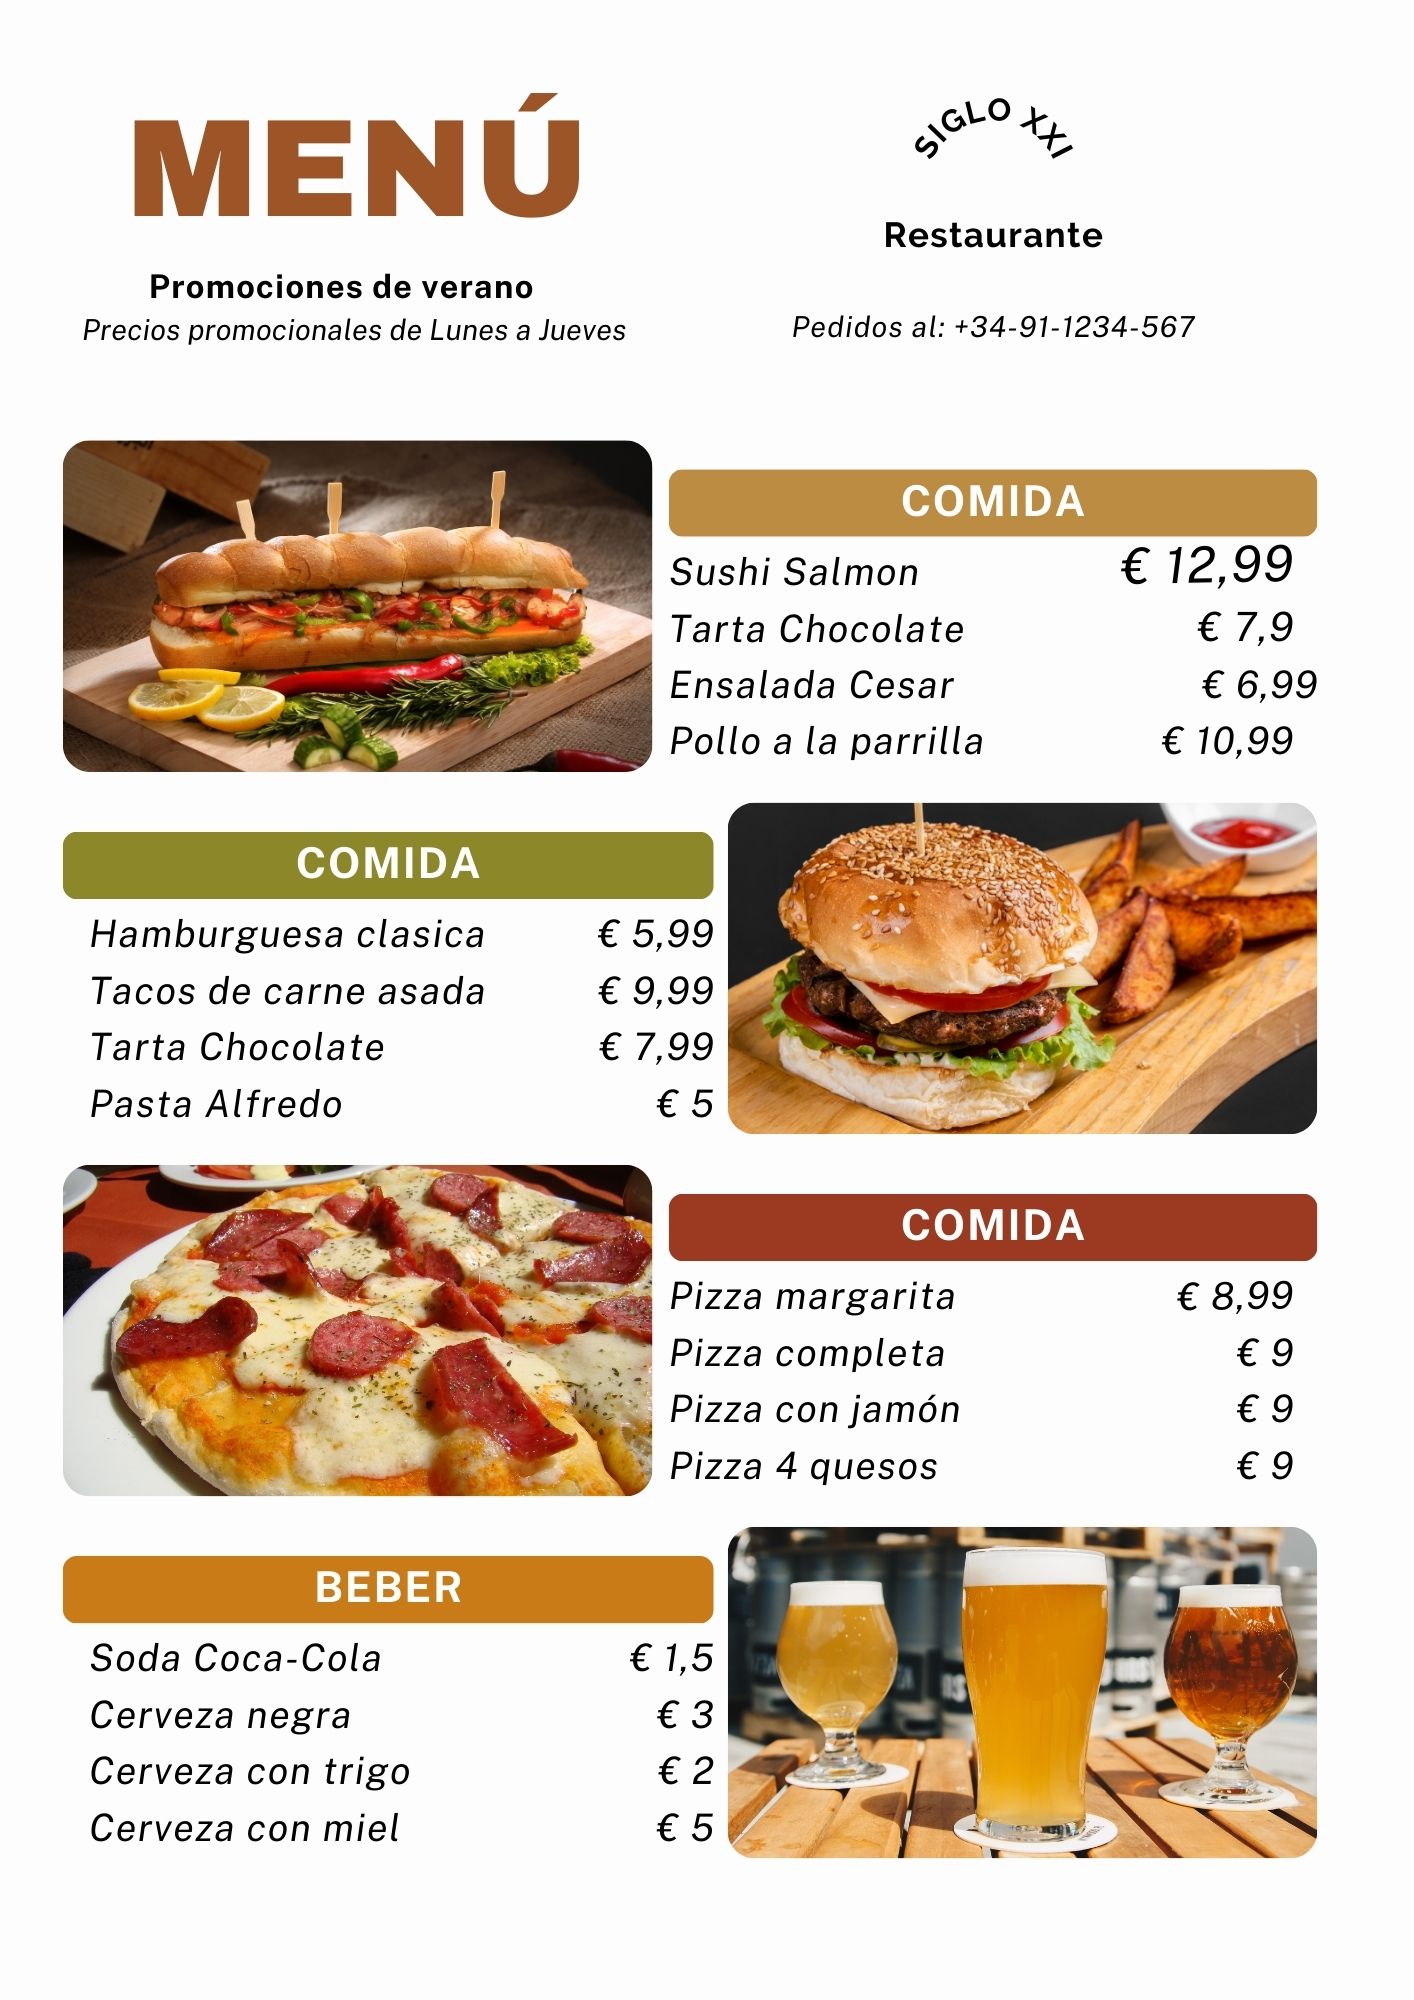 MENÚ
Promociones de verano
Precios promocionales de Lunes a Jueves
SIGLO XXI
Restaurante
Pedidos al: +34-91-1234-567
COMIDA
Sushi Salmon € 12,99
Tarta Chocolate € 7,9
Ensalada Cesar € 6,99
Pollo a la parrilla € 10,99
COMIDA
Hamburguesa clasica € 5,99
Tacos de carne asada € 9,99
Tarta Chocolate € 7,99
Pasta Alfredo € 5
COMIDA
Pizza margarita € 8,99
Pizza completa € 9
Pizza con jamón € 9
Pizza 4 quesos € 9
BEBER
Soda Coca-Cola € 1,5
Cerveza negra € 3
Cerveza con trigo € 2
Cerveza con miel € 5